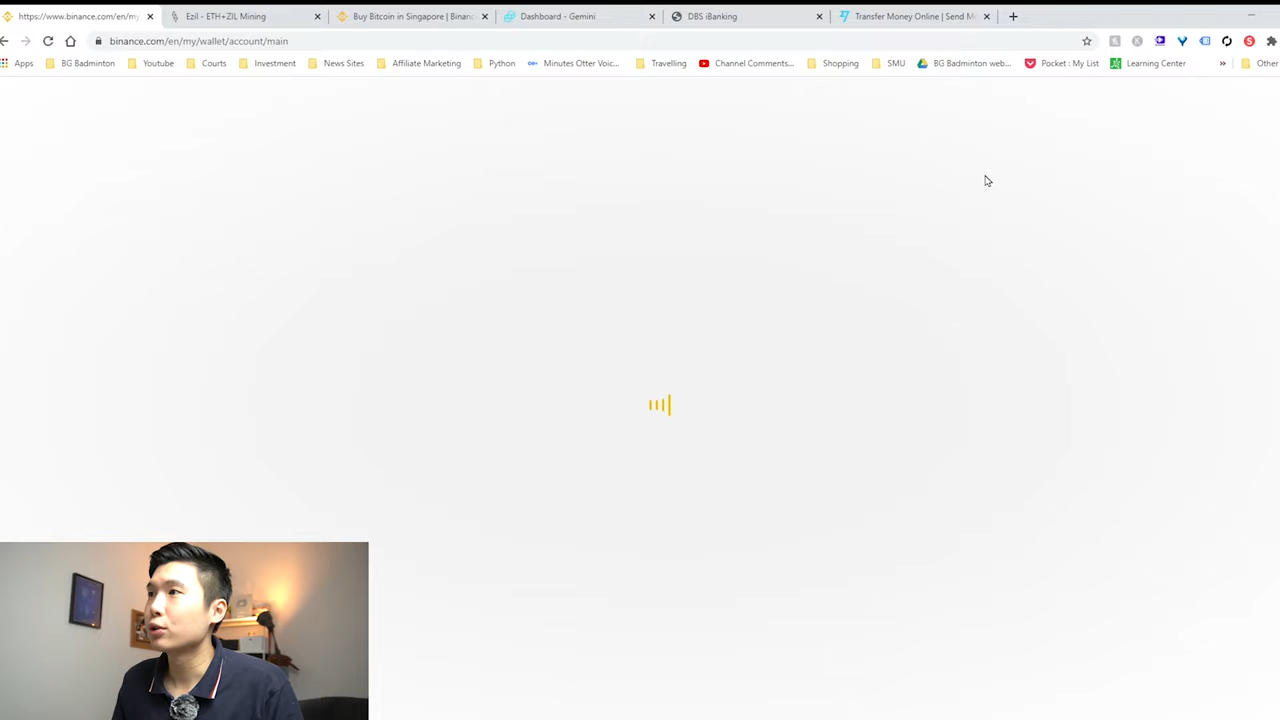 https://www.binance.com/en/my
Ezil - ETH+ZIL Mining
Buy Bitcoin in Singapore | Binanc
Dashboard - Gemini
DBS iBanking
Transfer Money Online | Send M
binance.com/en/my/wallet/account/main
Apps
BG Badminton
Youtube
Courts
Investment
News Sites
Affiliate Marketing
Python
Minutes Otter Voic...
Travelling
Channel Comments...
Shopping
SMU
BG Badminton web...
Pocket : My List
Learning Center
»
Other